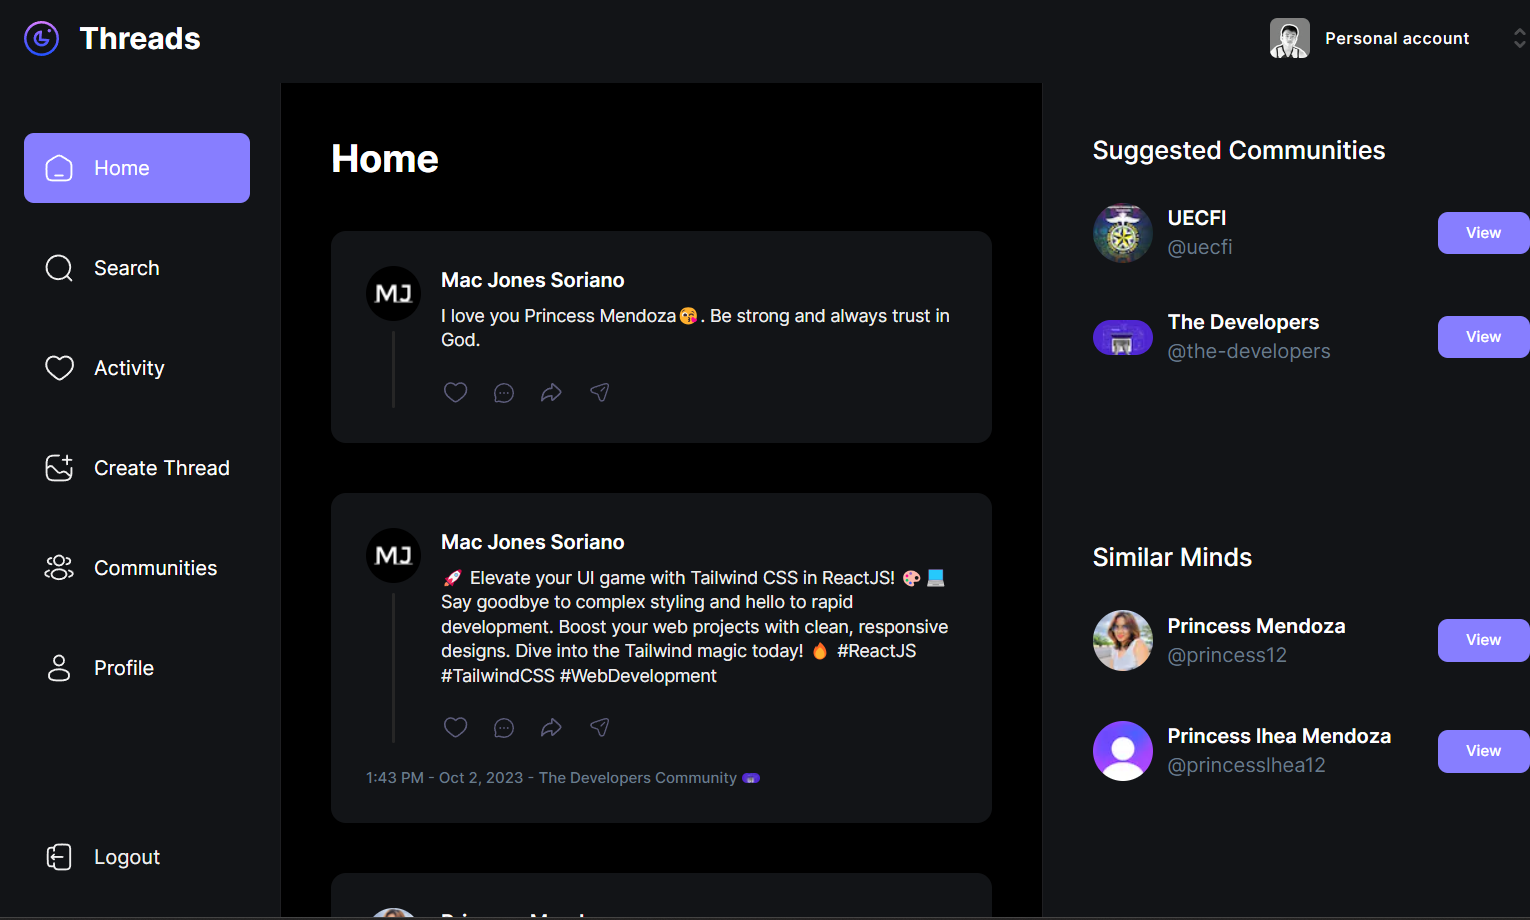 Threads
Personal account
Home
Search
Activity
Create Thread
Communities
Profile
Logout
Home
MJ
Mac Jones Soriano
I love you Princess Mendoza😘. Be strong and always trust in
God.
MJ
Mac Jones Soriano
🚀 Elevate your UI game with Tailwind CSS in ReactJS! 🎨 💻
Say goodbye to complex styling and hello to rapid
development. Boost your web projects with clean, responsive
designs. Dive into the Tailwind magic today! 🔥 #ReactJS
#TailwindCSS #WebDevelopment
1:43 PM - Oct 2, 2023 - The Developers Community
Suggested Communities
UECFI
@uecfi
View
The Developers
@the-developers
View
Similar Minds
Princess Mendoza
@princess12
View
Princess Ihea Mendoza
@princessIhea12
View